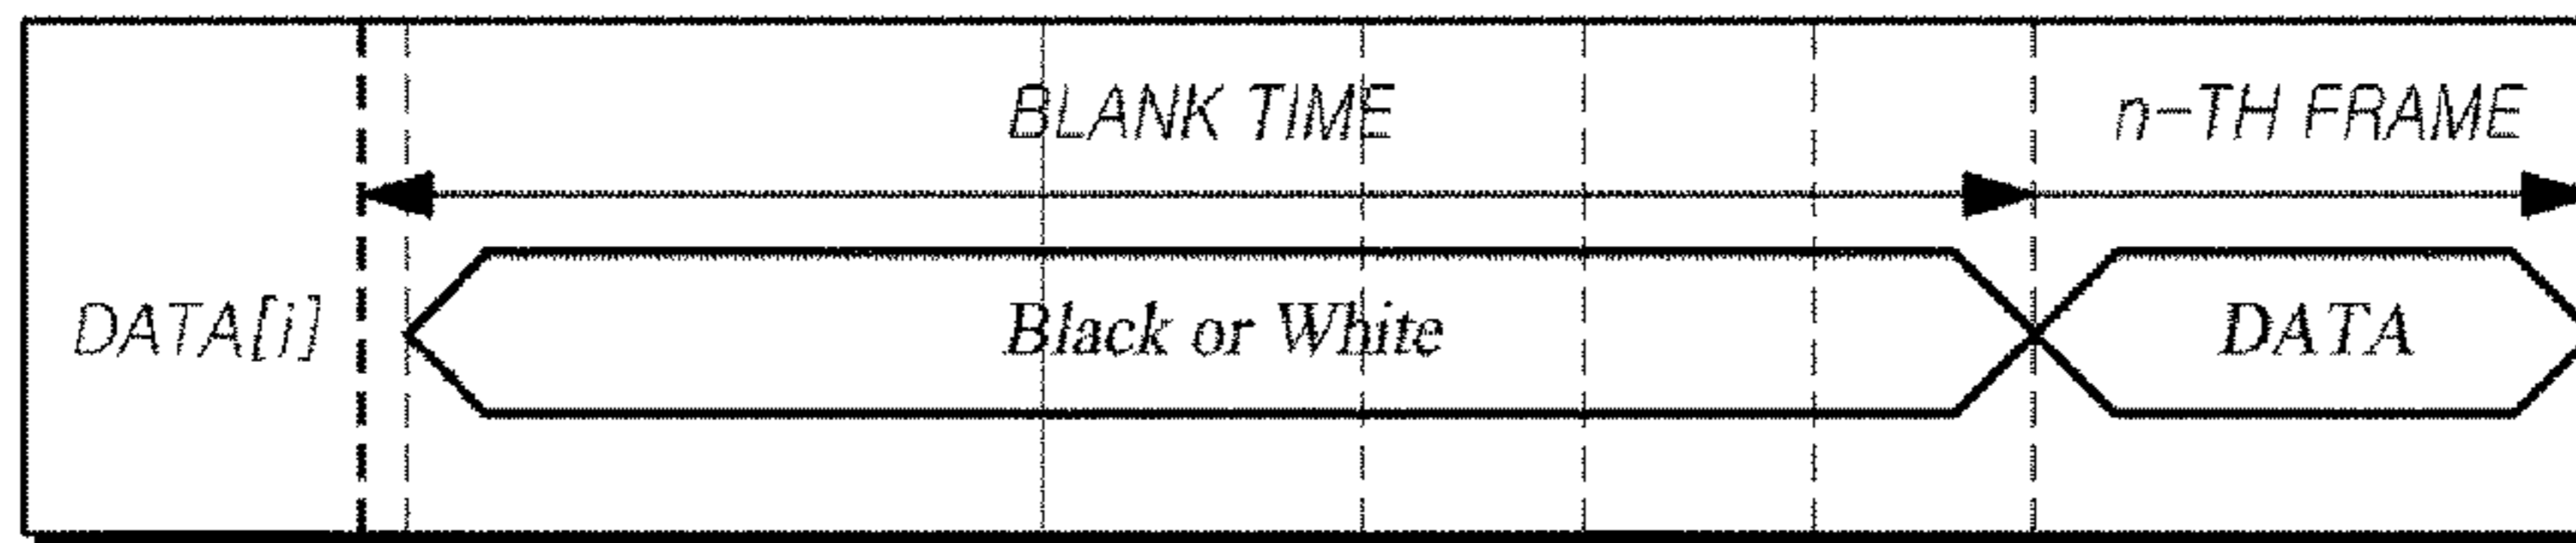 BLANK TIME
n-TH FRAME
DATA[i]
Black or White
DATA